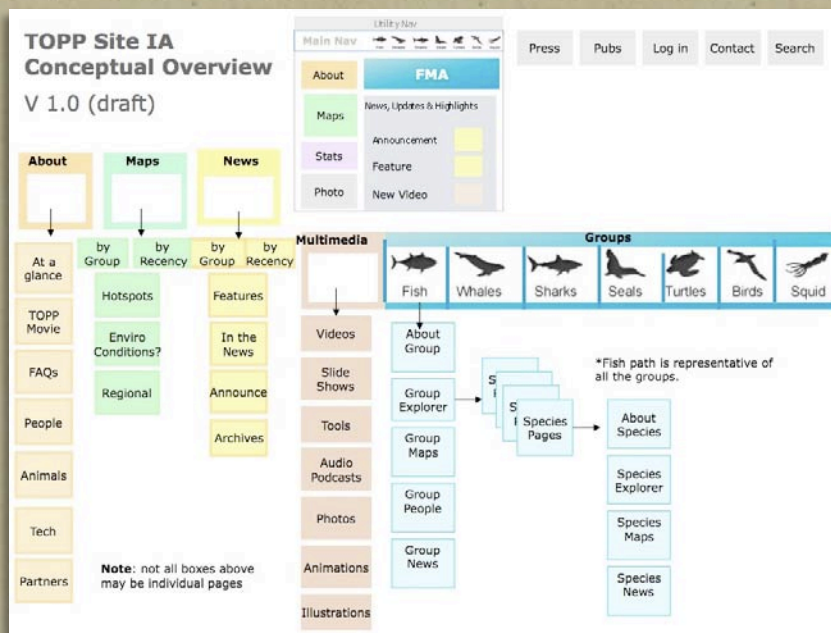 TOPP Site IA
Conceptual Overview
V 1.0 (draft)
Utility Nav
Main Nav
About
FMA
Maps
News, Updates & Highlights
Announcement
Stats
Feature
Photo
New Video
Press
Pubs
Log in
Contact
Search
About
Maps
News
Multimedia
Groups
At a
glance
TOPP
Movie
FAQs
People
Animals
Tech
Partners
by
Group
by
Recency
Hotspots
Enviro
Conditions?
Regional
by
Group
by
Recency
Features
In the
News
Announce
Archives
Videos
Slide
Shows
Tools
Audio
Podcasts
Photos
Animations
Illustrations
Fish
Whales
Sharks
Seals
Turtles
Birds
Squid
About
Group
Group
Explorer
Group
Maps
Group
People
Group
News
Species
Pages
*Fish path is representative of
all the groups.
About
Species
Species
Explorer
Species
Maps
Species
News
Note: not all boxes above
may be individual pages